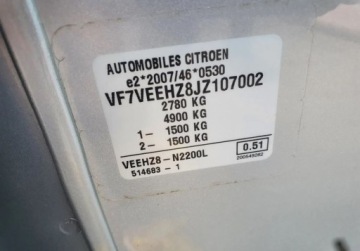 AUTOMOBILES CITROEN
e2*2007/46*0530
VF7VEEHZ8JZ107002
2780 KG
4900 KG
1- 1500 KG
2- 1500 KG
VEEHZ8-N2200L 0.51
514683-1